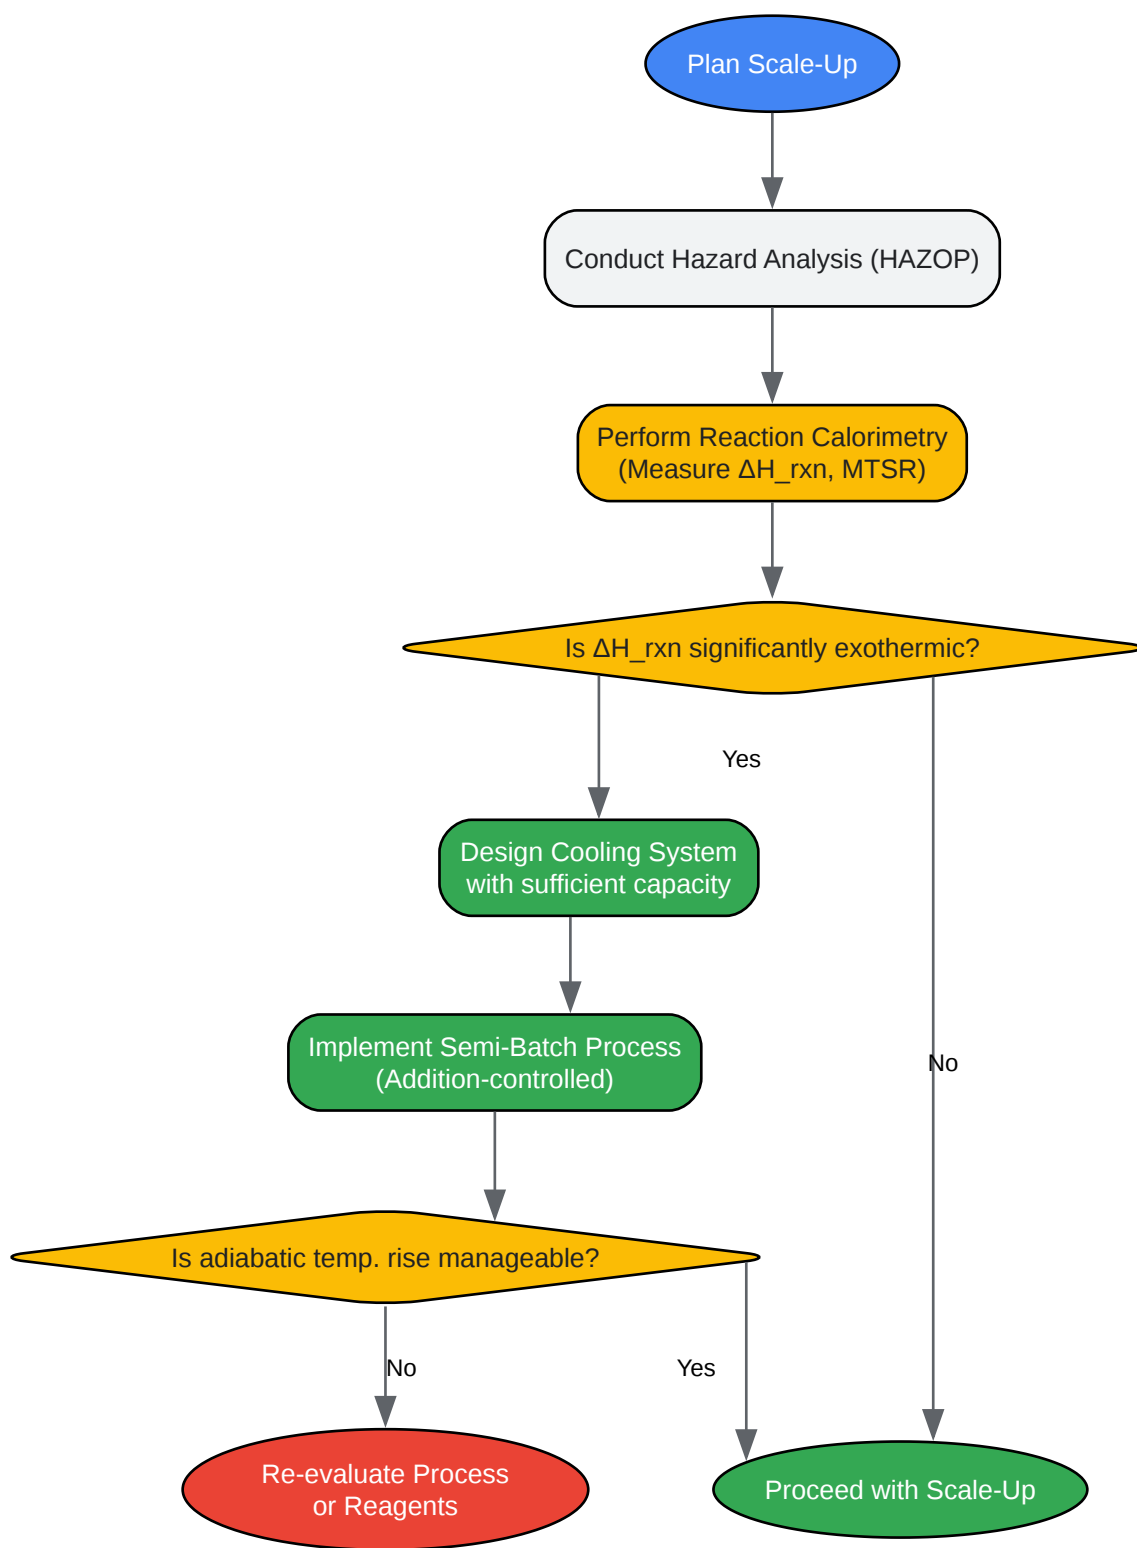 Plan Scale-Up
Conduct Hazard Analysis (HAZOP)
Perform Reaction Calorimetry
(Measure ΔH_rxn, MTSR)
Is ΔH_rxn significantly exothermic?
Yes
Design Cooling System
with sufficient capacity
Implement Semi-Batch Process
(Addition-controlled)
No
Is adiabatic temp. rise manageable?
No
Yes
Re-evaluate Process
or Reagents
Proceed with Scale-Up